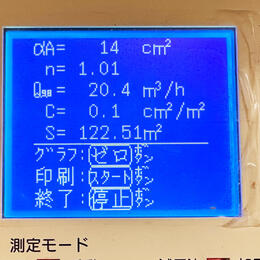 αA= 14 cm²
n= 1.01
Q₉.₈= 20.4 m³/h
C= 0.1 cm²/m²
S= 122.51m²
グラフ:ゼロボタン
印刷:スタートボタン
終了:停止ボタン
測定モード